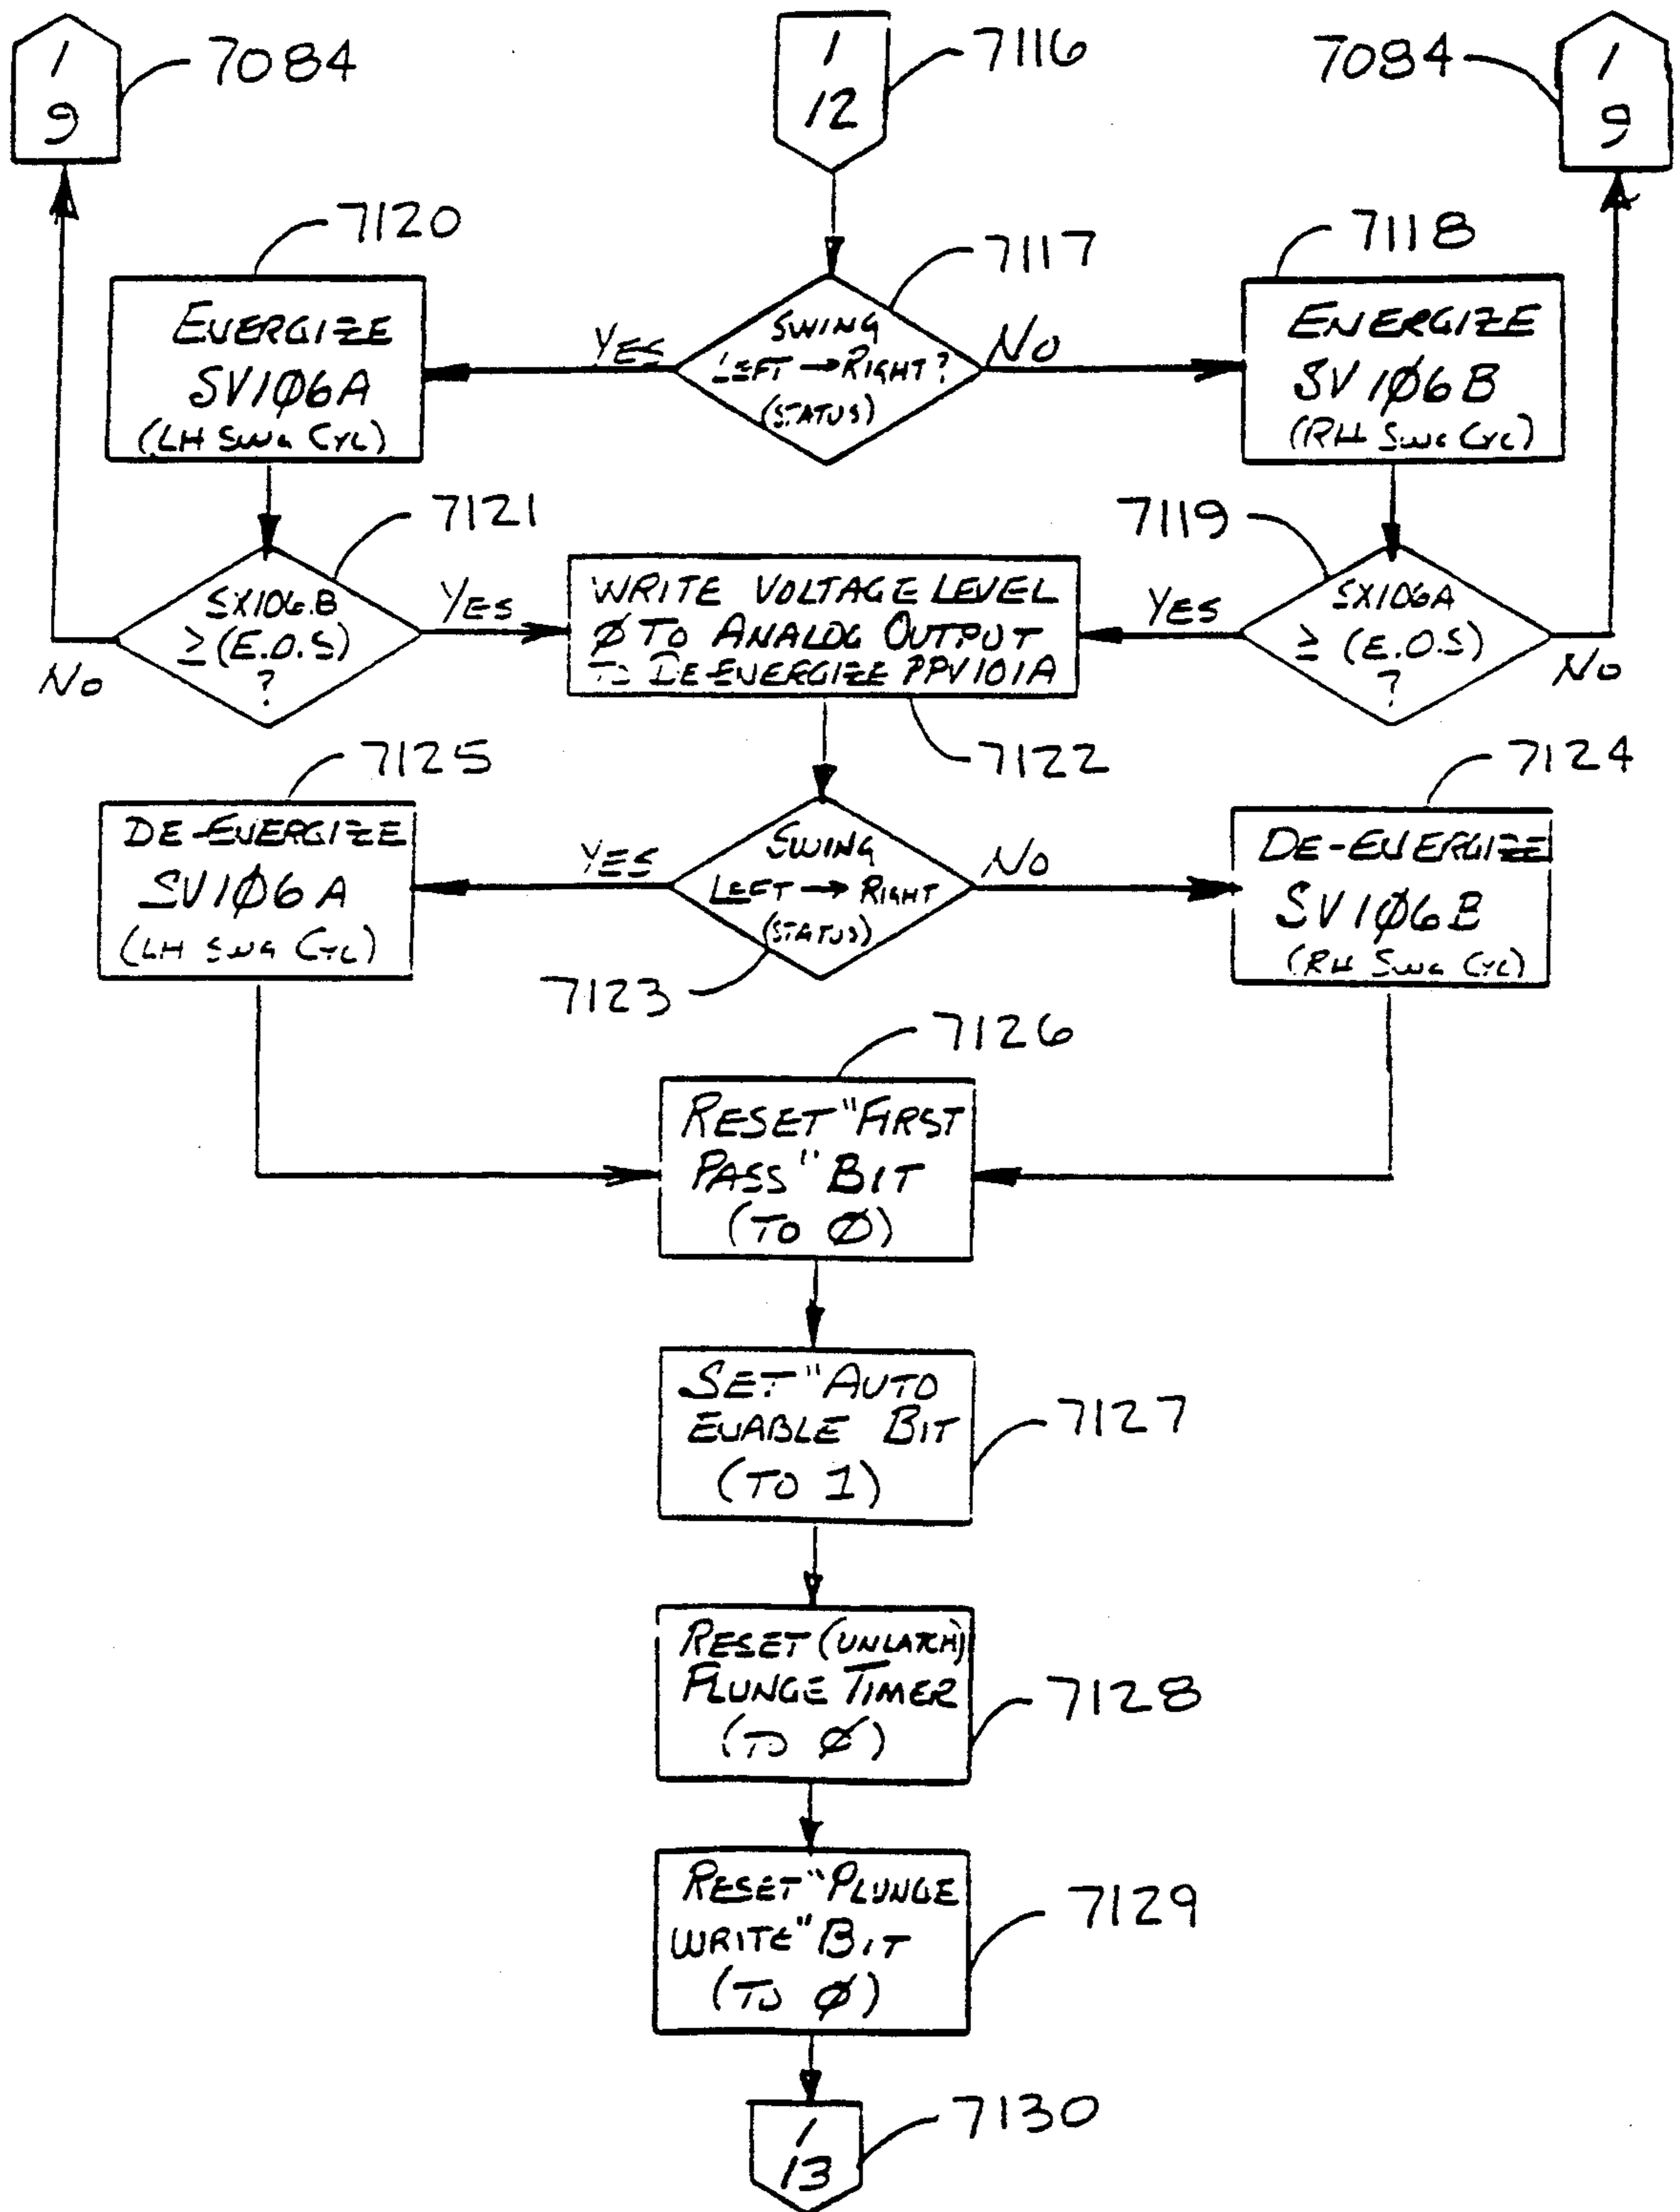 1
9
7084
1
12
7116
7084
1
9
7120
7117
7118
ENERGIZE
SV1Ø6A
(LH SWG CYL)
YES
SWING
LEFT → RIGHT?
(STATUS)
NO
ENERGIZE
SV1Ø6B
(RH SWG CYL)
7121
7119
SX106B
≥ (E.O.S)
?
NO
YES
WRITE VOLTAGE LEVEL
Ø TO ANALOG OUTPUT
TO DE-ENERGIZE PPV101A
YES
SX106A
≥ (E.O.S)
?
NO
7125
7122
7124
DE-ENERGIZE
SV1Ø6A
(LH SWG CYL)
YES
SWING
LEFT → RIGHT
(STATUS)
NO
DE-ENERGIZE
SV1Ø6B
(RH SWG CYL)
7123
7126
RESET "FIRST
PASS" BIT
(TO Ø)
SET "AUTO
ENABLE BIT
(TO 1)
7127
RESET (UNLATCH)
PLUNGE TIMER
(TO Ø)
7128
RESET "PLUNGE
WRITE" BIT
(TO Ø)
7129
1
13
7130